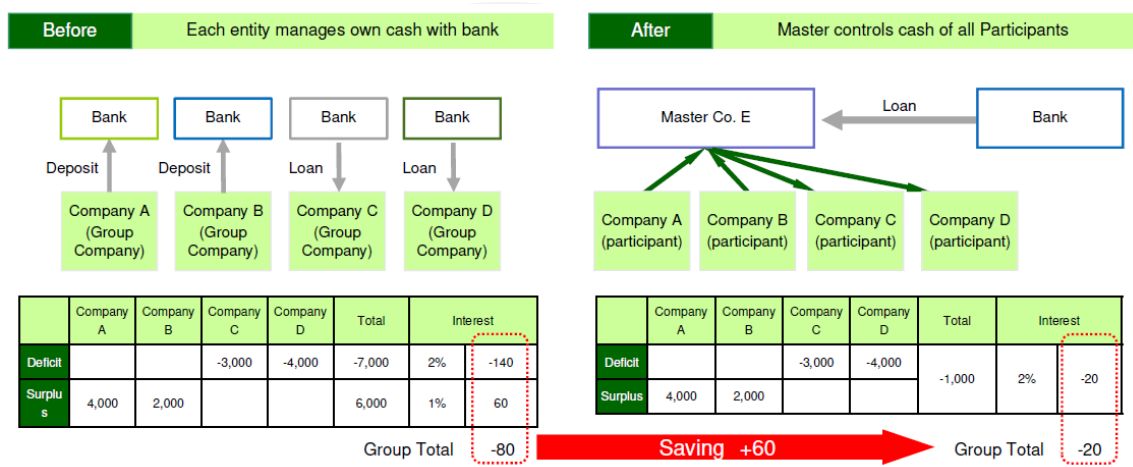 Before
Each entity manages own cash with bank
Bank
Bank
Bank
Bank
Deposit
Deposit
Loan
Loan
Company A
(Group
Company)
Company B
(Group
Company)
Company C
(Group
Company)
Company D
(Group
Company)
Company A Company B Company C Company D Total Interest
Deficit -3,000 -4,000 -7,000 2% -140
Surplu
s 4,000 2,000 6,000 1% 60
Group Total -80
Saving +60
After
Master controls cash of all Participants
Master Co. E
Loan
Bank
Company A
(participant)
Company B
(participant)
Company C
(participant)
Company D
(participant)
Company A Company B Company C Company D Total Interest
Deficit -3,000 -4,000
-1,000 2% -20
Surplus 4,000 2,000
Group Total -20